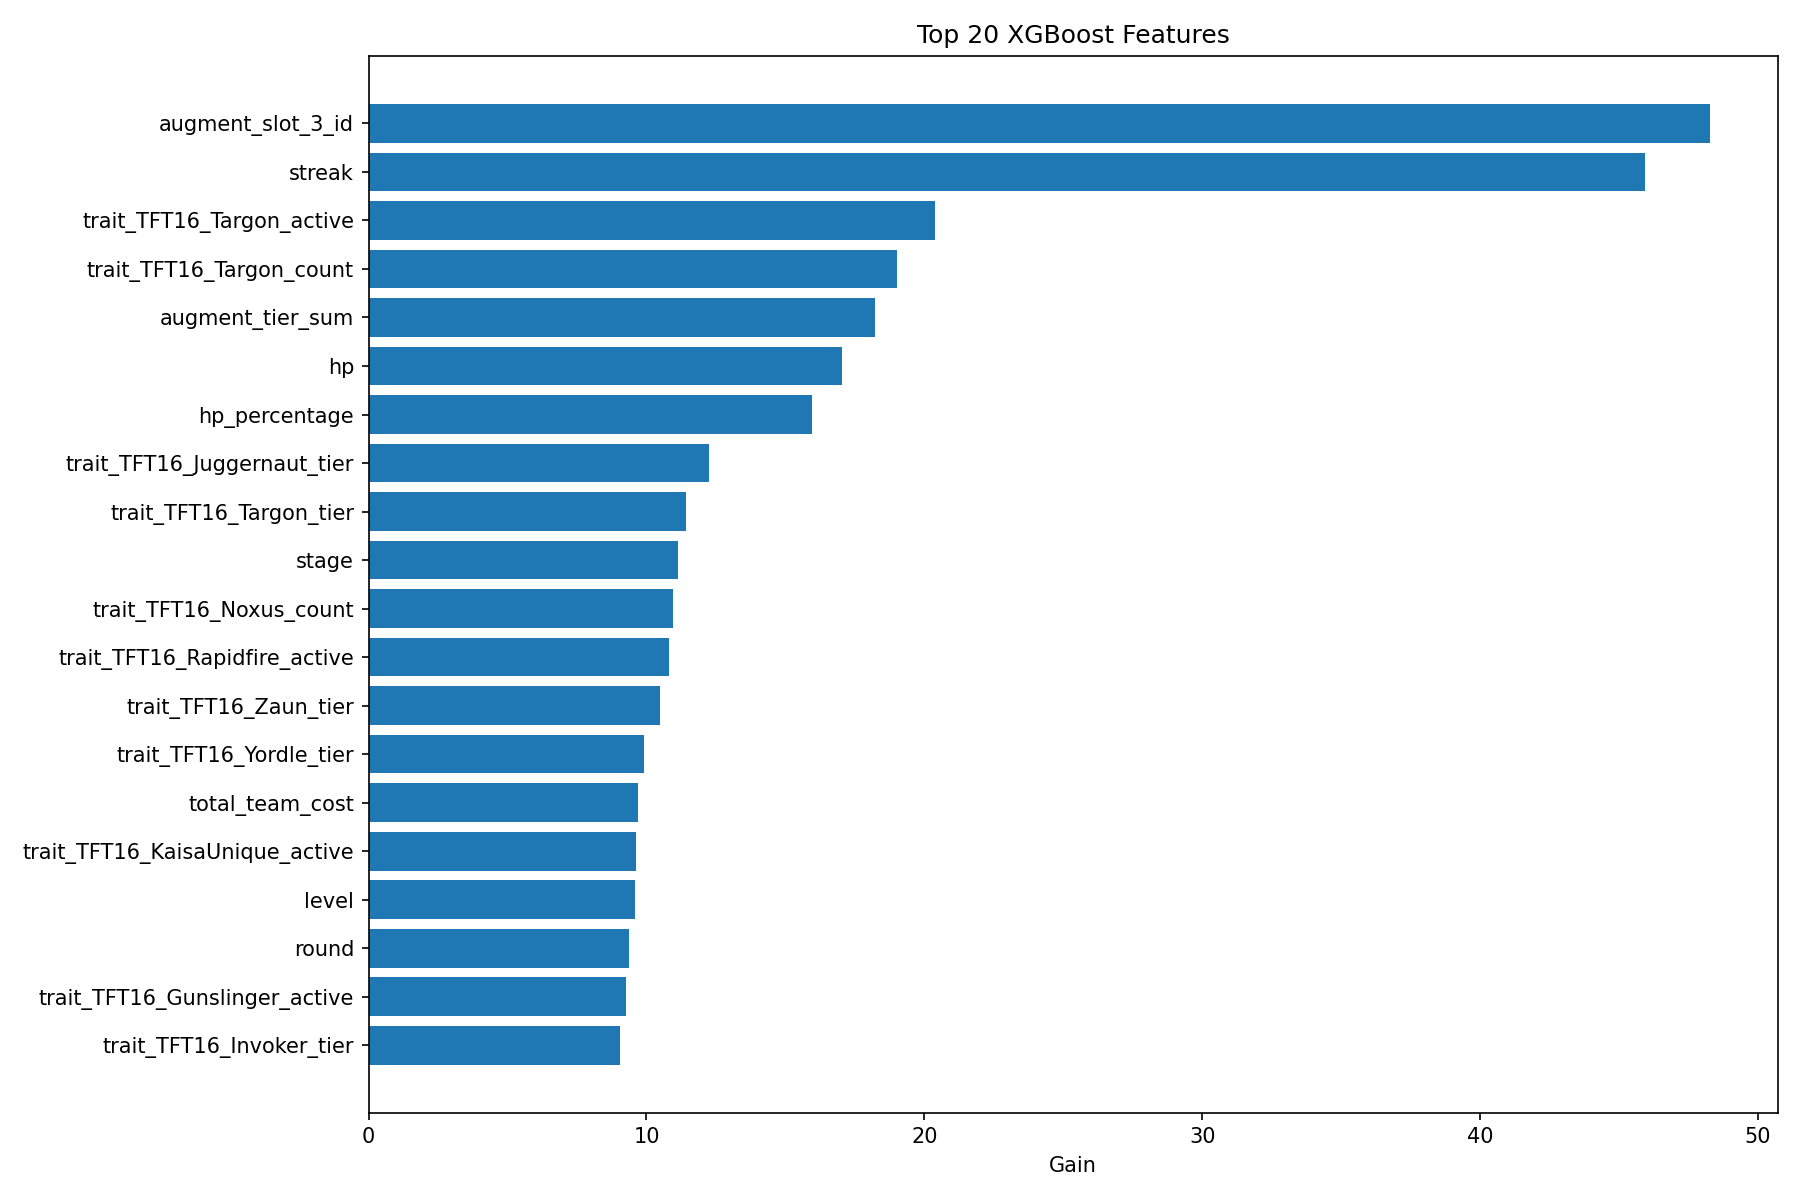 Top 20 XGBoost Features
augment_slot_3_id
streak
trait_TFT16_Targon_active
trait_TFT16_Targon_count
augment_tier_sum
hp
hp_percentage
trait_TFT16_Juggernaut_tier
trait_TFT16_Targon_tier
stage
trait_TFT16_Noxus_count
trait_TFT16_Rapidfire_active
trait_TFT16_Zaun_tier
trait_TFT16_Yordle_tier
total_team_cost
trait_TFT16_KaisaUnique_active
level
round
trait_TFT16_Gunslinger_active
trait_TFT16_Invoker_tier
0 10 20 30 40 50
Gain